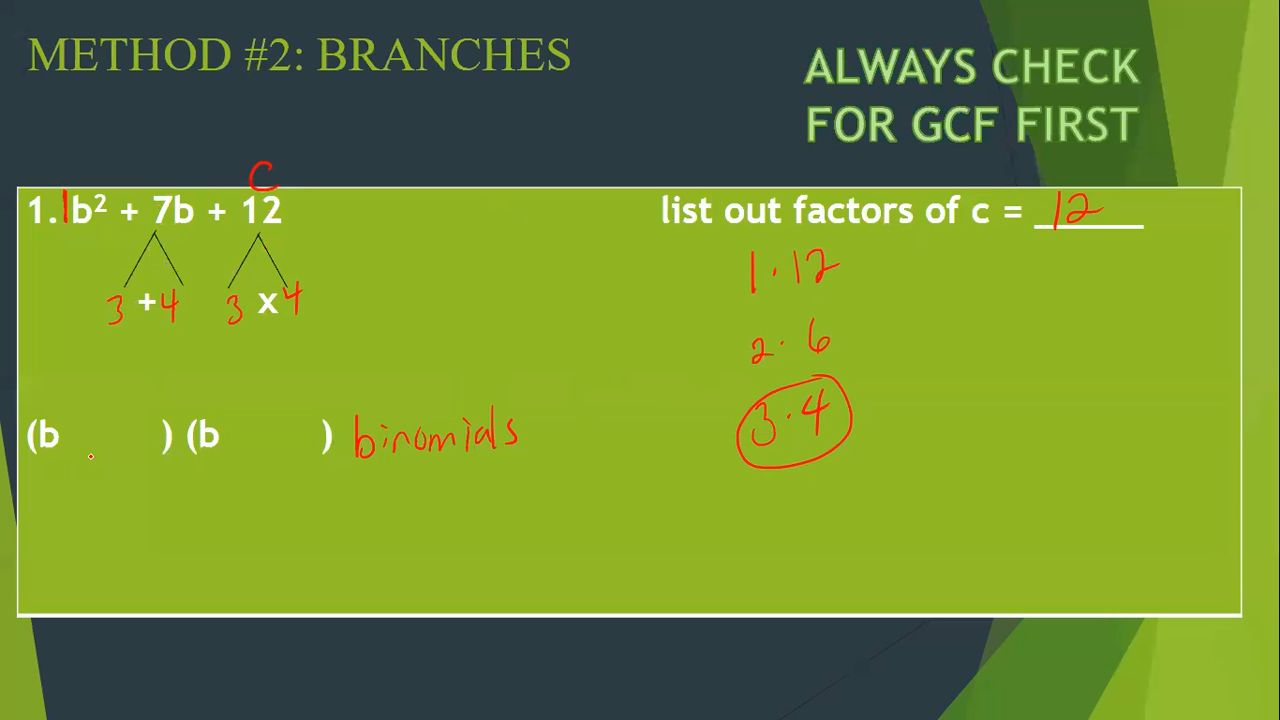 METHOD #2: BRANCHES
ALWAYS CHECK
FOR GCF FIRST
C
1. 1b² + 7b + 12
3 + 4 3 x 4
(b ) (b ) binomials
list out factors of c = 12
1 · 12
2 · 6
3 · 4